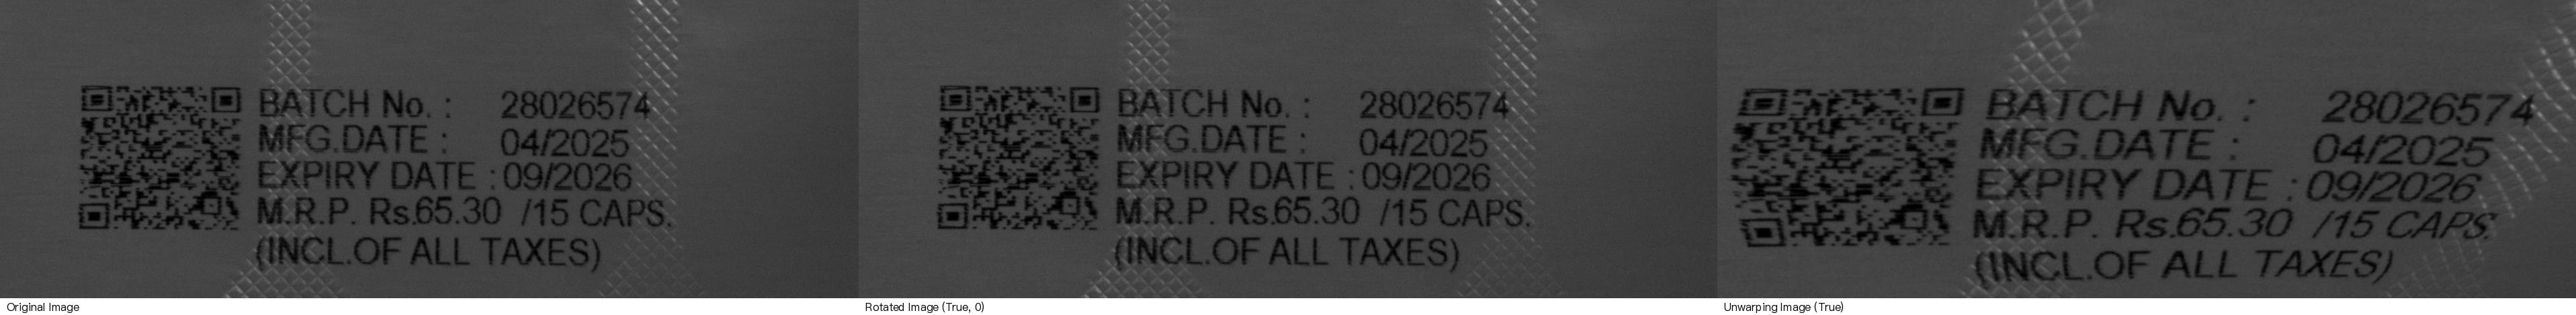 BATCH No. : 28026574
MFG.DATE : 04/2025
EXPIRY DATE : 09/2026
M.R.P. Rs.65.30 /15 CAPS.
(INCL.OF ALL TAXES)
Original Image
BATCH No. : 28026574
MFG.DATE : 04/2025
EXPIRY DATE : 09/2026
M.R.P. Rs.65.30 /15 CAPS.
(INCL.OF ALL TAXES)
Rotated Image (True, 0)
BATCH No. : 28026574
MFG.DATE : 04/2025
EXPIRY DATE : 09/2026
M.R.P. Rs.65.30 /15 CAPS.
(INCL.OF ALL TAXES)
Unwarping Image (True)